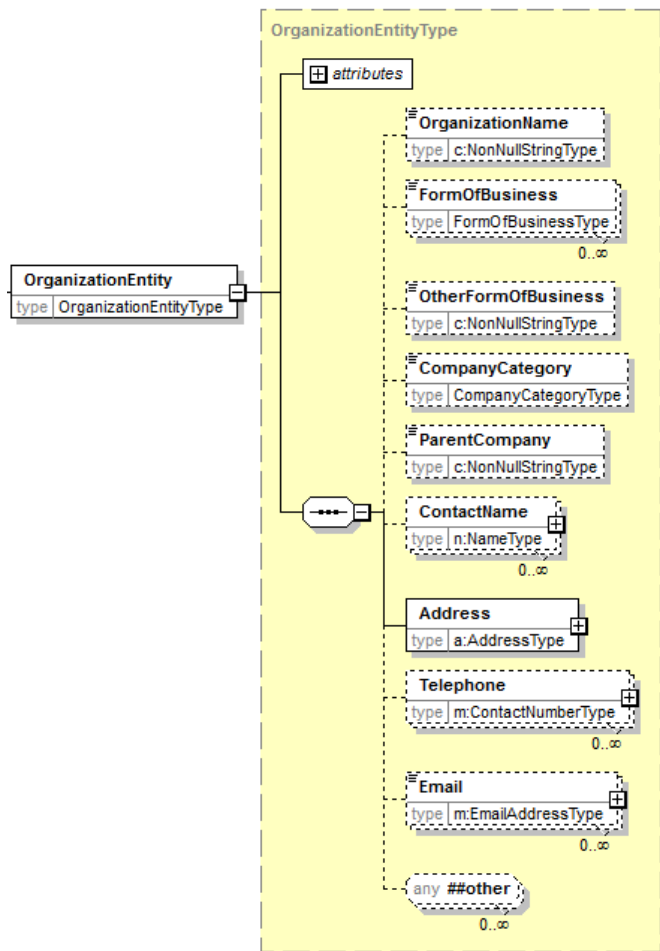 OrganizationEntityType
attributes
OrganizationName
type c:NonNullStringType
FormOfBusiness
type FormOfBusinessType
0..∞
OrganizationEntity
type OrganizationEntityType
OtherFormOfBusiness
type c:NonNullStringType
CompanyCategory
type CompanyCategoryType
ParentCompany
type c:NonNullStringType
ContactName
type n:NameType
0..∞
Address
type a:AddressType
Telephone
type m:ContactNumberType
0..∞
Email
type m:EmailAddressType
0..∞
any ##other
0..∞